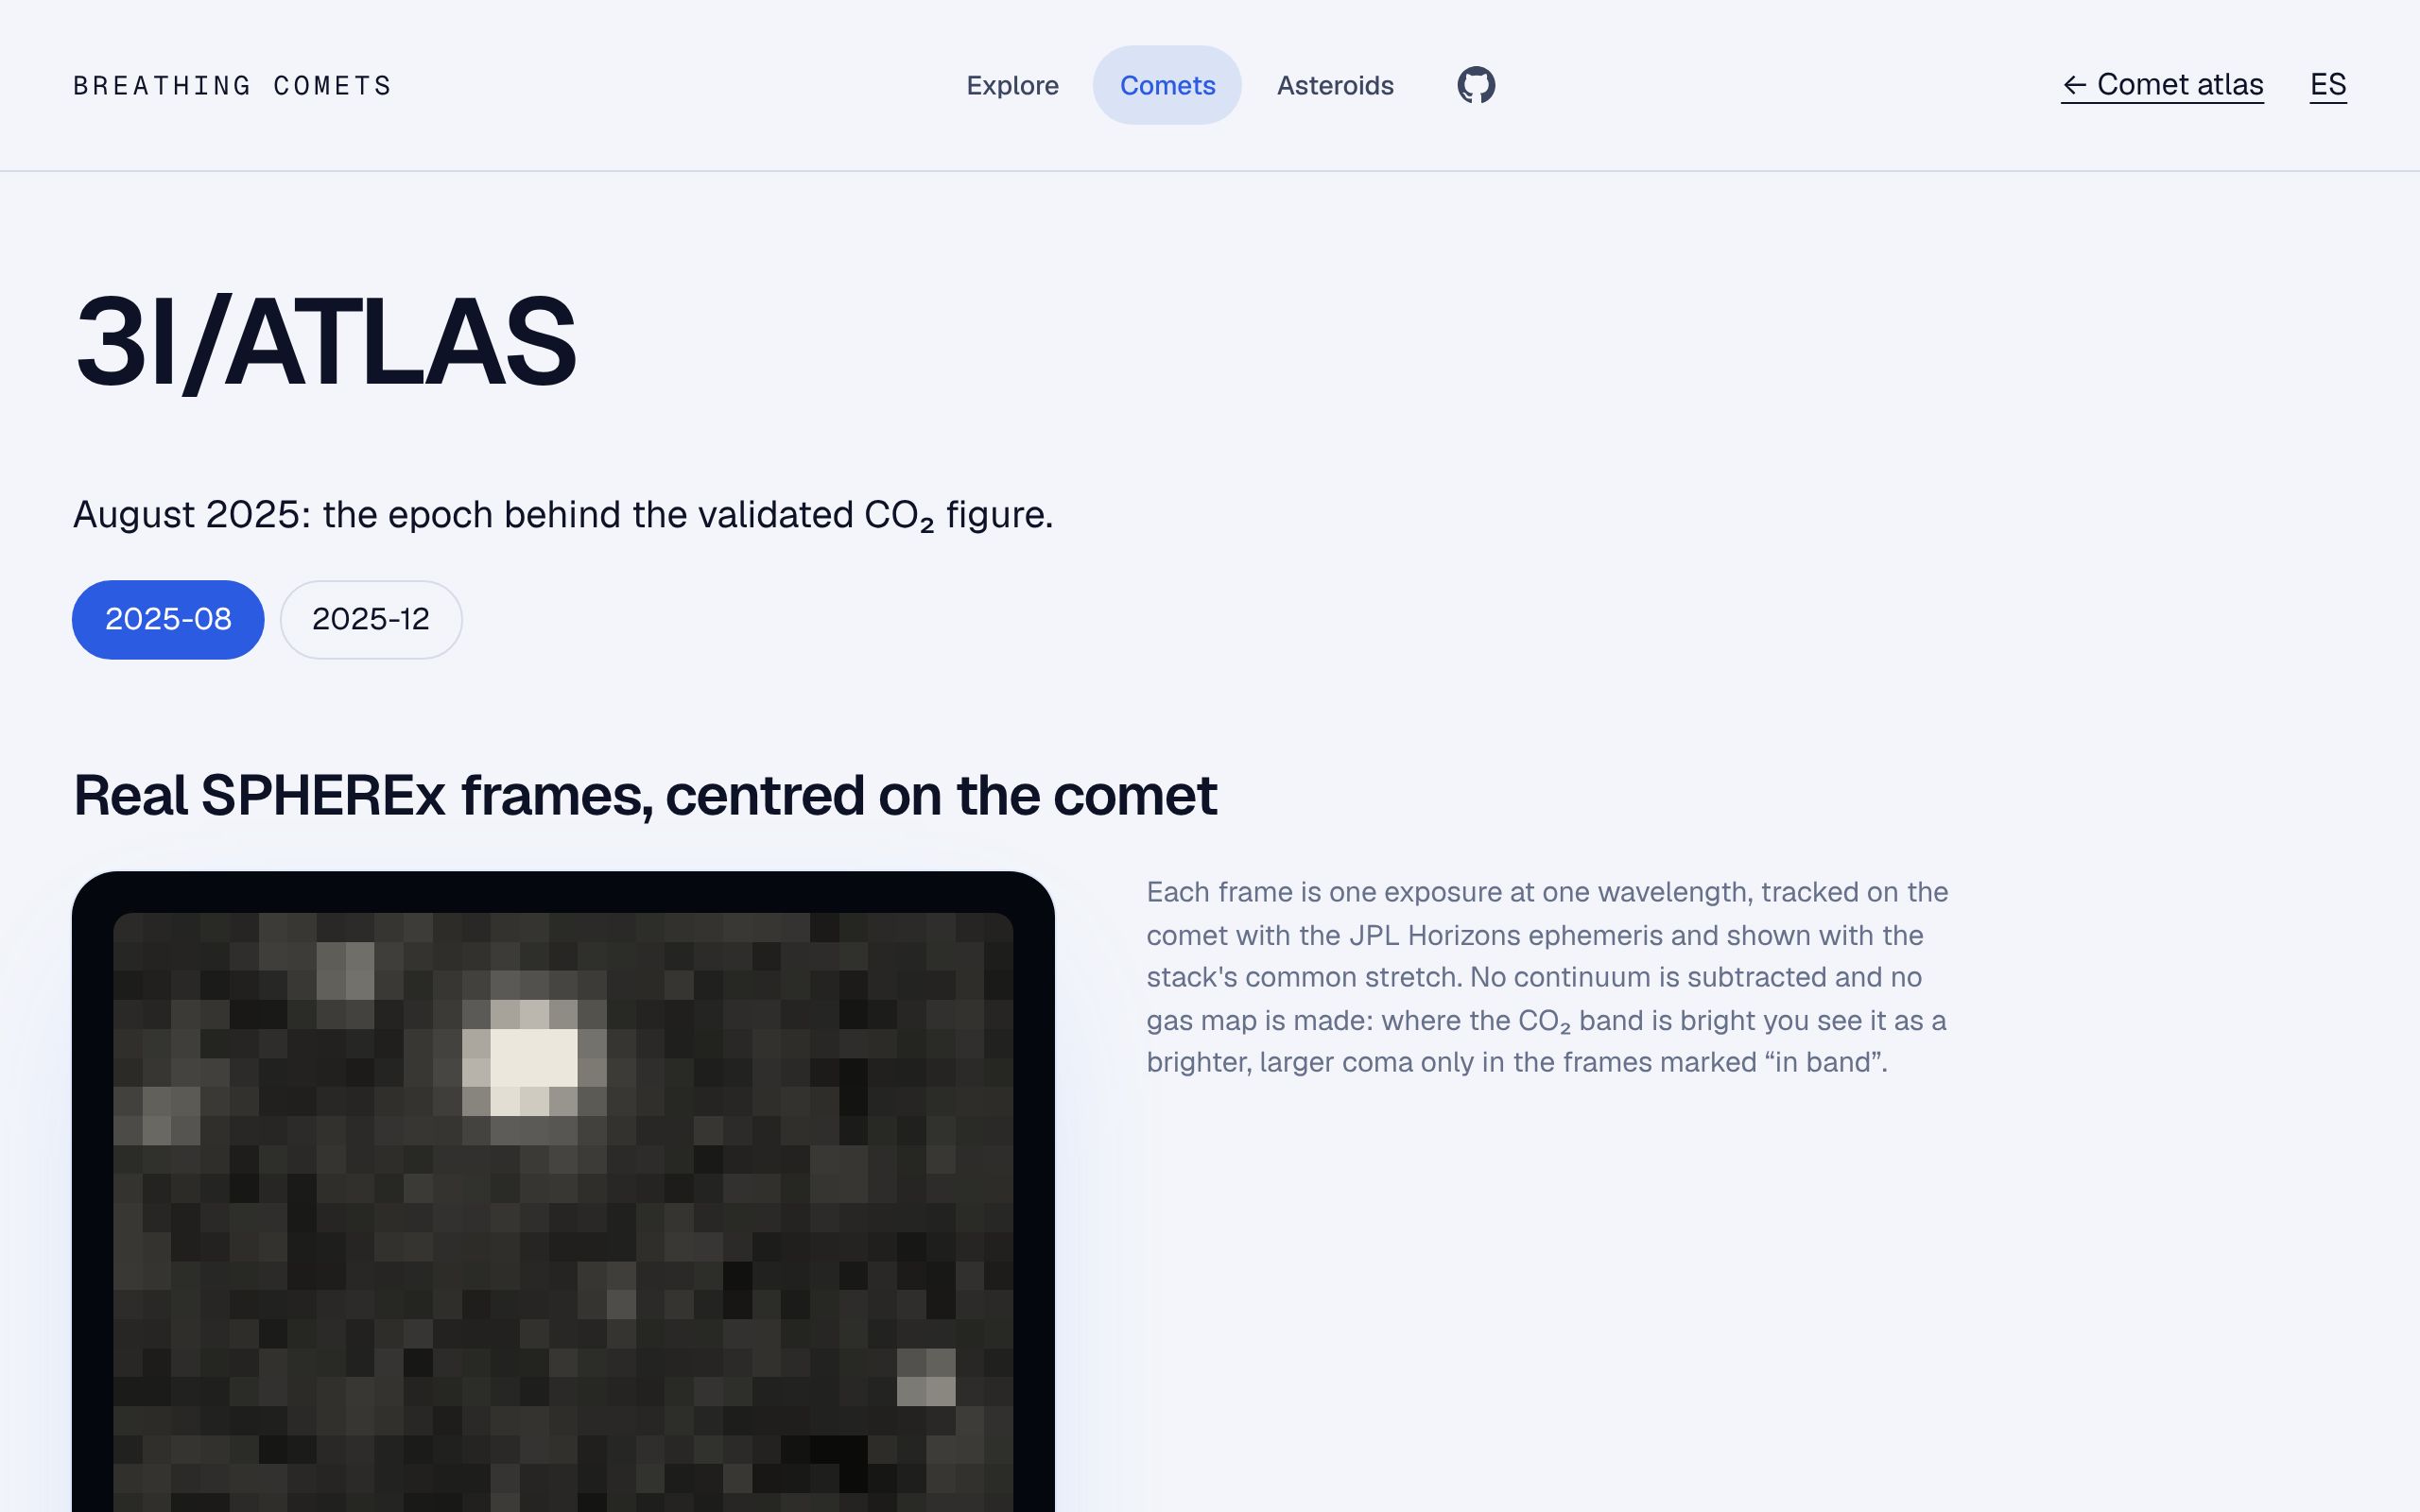 BREATHING COMETS
Explore
Comets
Asteroids
← Comet atlas
ES
3I/ATLAS
August 2025: the epoch behind the validated CO₂ figure.
2025-08
2025-12
Real SPHEREx frames, centred on the comet
Each frame is one exposure at one wavelength, tracked on the
comet with the JPL Horizons ephemeris and shown with the
stack's common stretch. No continuum is subtracted and no
gas map is made: where the CO₂ band is bright you see it as a
brighter, larger coma only in the frames marked “in band”.